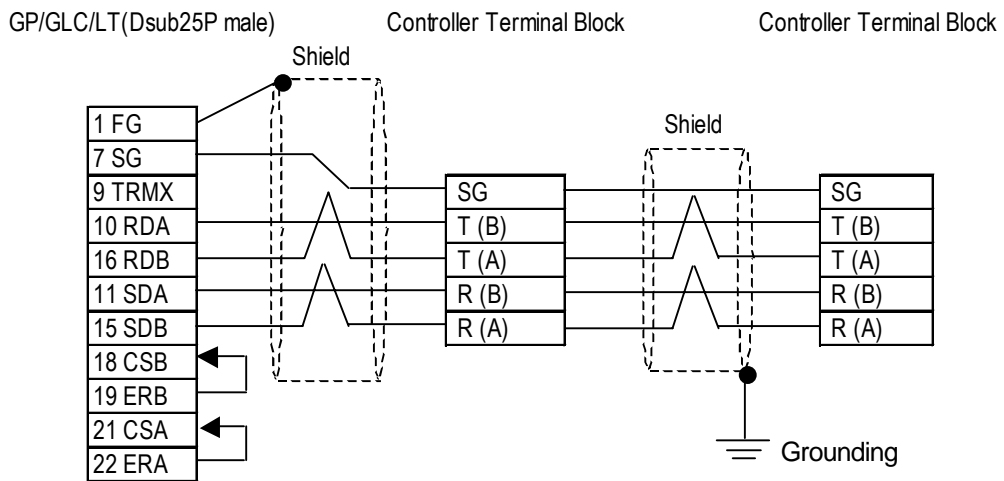 GP/GLC/LT(Dsub25P male)
Controller Terminal Block
Controller Terminal Block
Shield
Shield
1 FG
7 SG
9 TRMX
10 RDA
16 RDB
11 SDA
15 SDB
18 CSB
19 ERB
21 CSA
22 ERA
SG
T (B)
T (A)
R (B)
R (A)
SG
T (B)
T (A)
R (B)
R (A)
Grounding